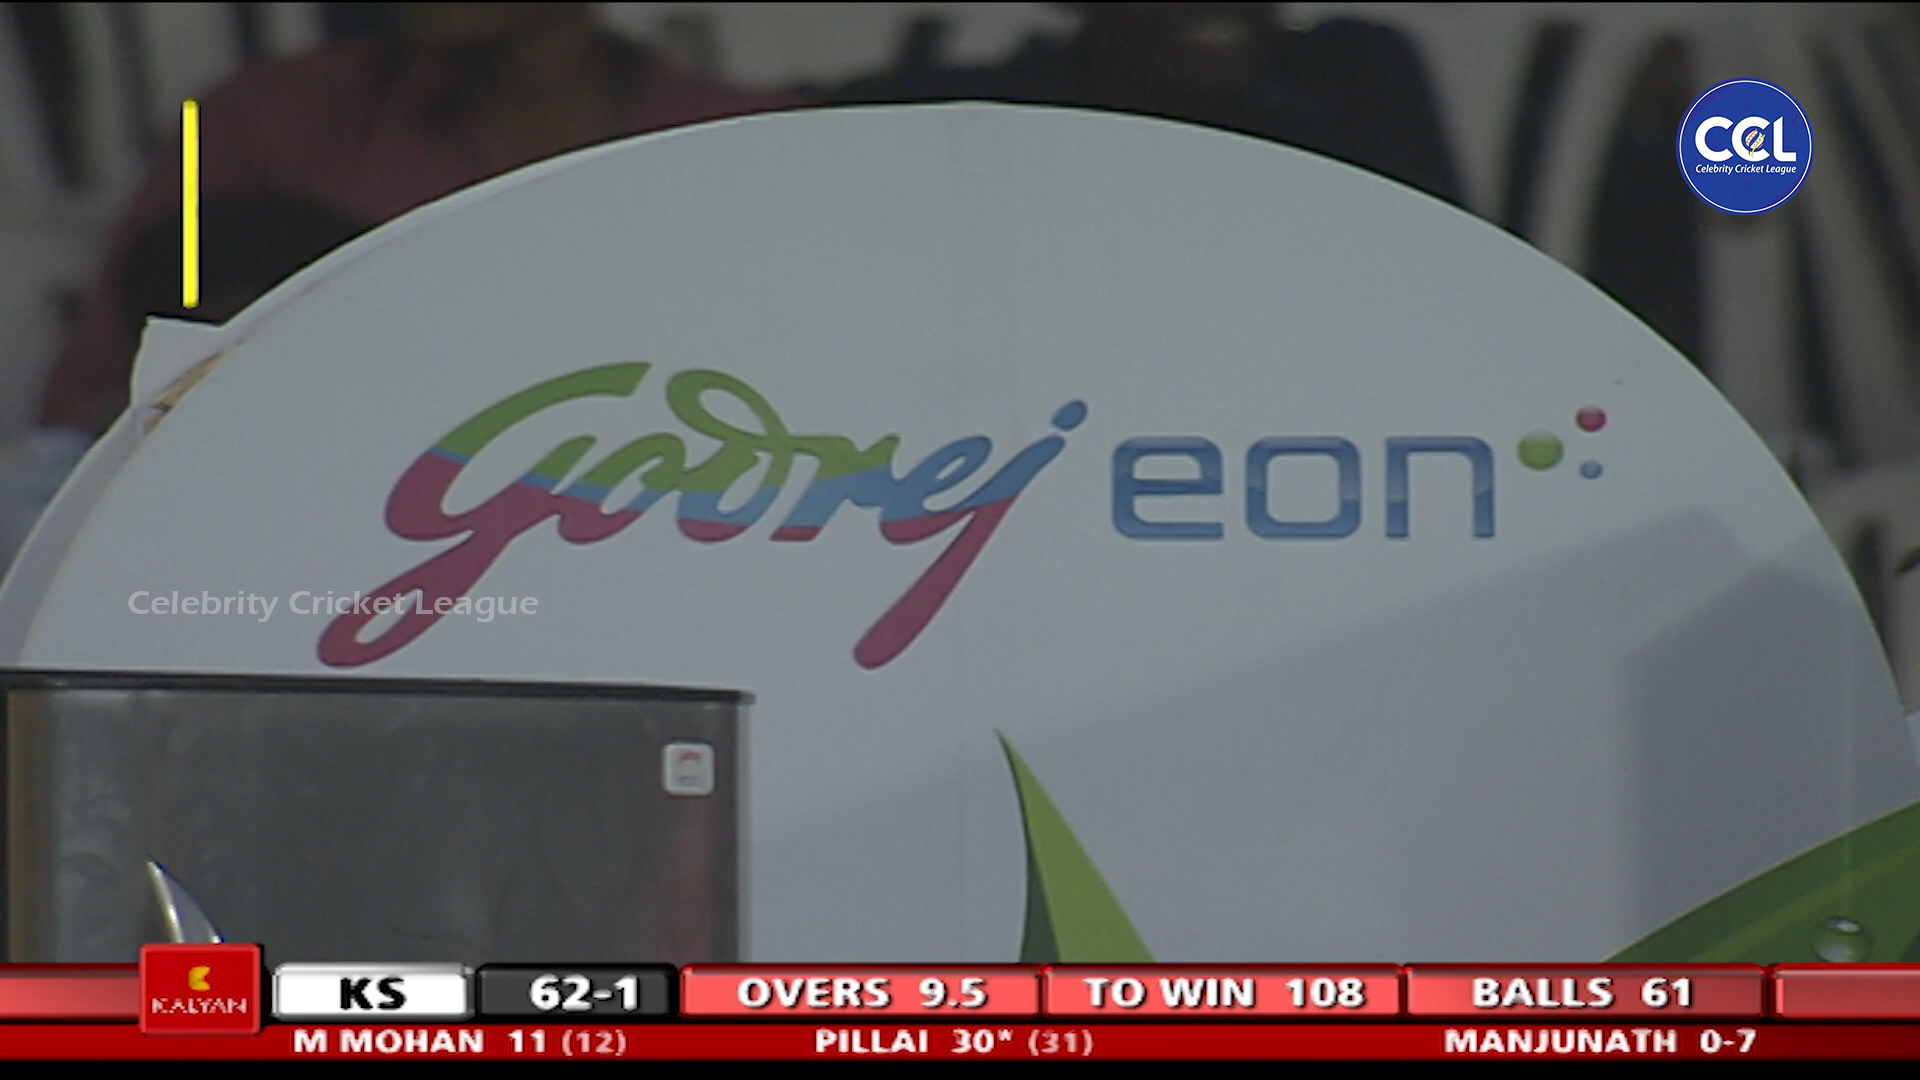 CCL
Celebrity Cricket League
Godrej eon
Celebrity Cricket League
KALYAN
KS 62-1 OVERS 9.5 TO WIN 108 BALLS 61
M MOHAN 11 (12) PILLAI 30* (31) MANJUNATH 0-7